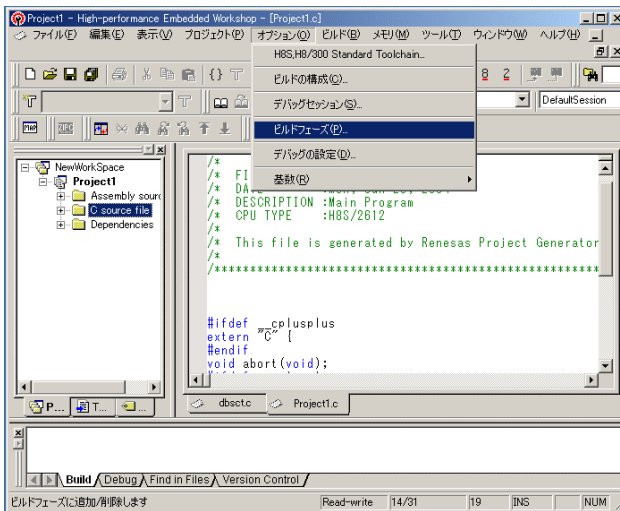 Project1 - High-performance Embedded Workshop - [Project1.c]
ファイル(F) 編集(E) 表示(V) プロジェクト(P) オプション(O) ビルド(B) メモリ(M) ツール(T) ウィンドウ(W) ヘルプ(H)
H8S,H8/300 Standard Toolchain...
ビルドの構成(C)...
デバッグセッション(S)...
DefaultSession
ビルドフェーズ(P)...
デバッグの設定(D)...
基数(R)
NewWorkSpace
Project1
Assembly sourc
C source file
Dependencies
/*
/* FI
/* DA
/* DESCRIPTION :Main Program
/* CPU TYPE :H8S/2612
/*
/* This file is generated by Renesas Project Generator
/*
#ifdef __cplusplus
extern "C" {
#endif
void abort(void);
P... T... ...
dbsct.c Project1.c
Build Debug Find in Files Version Control
ビルドフェーズに追加/削除します Read-write 14/31 19 INS NUM